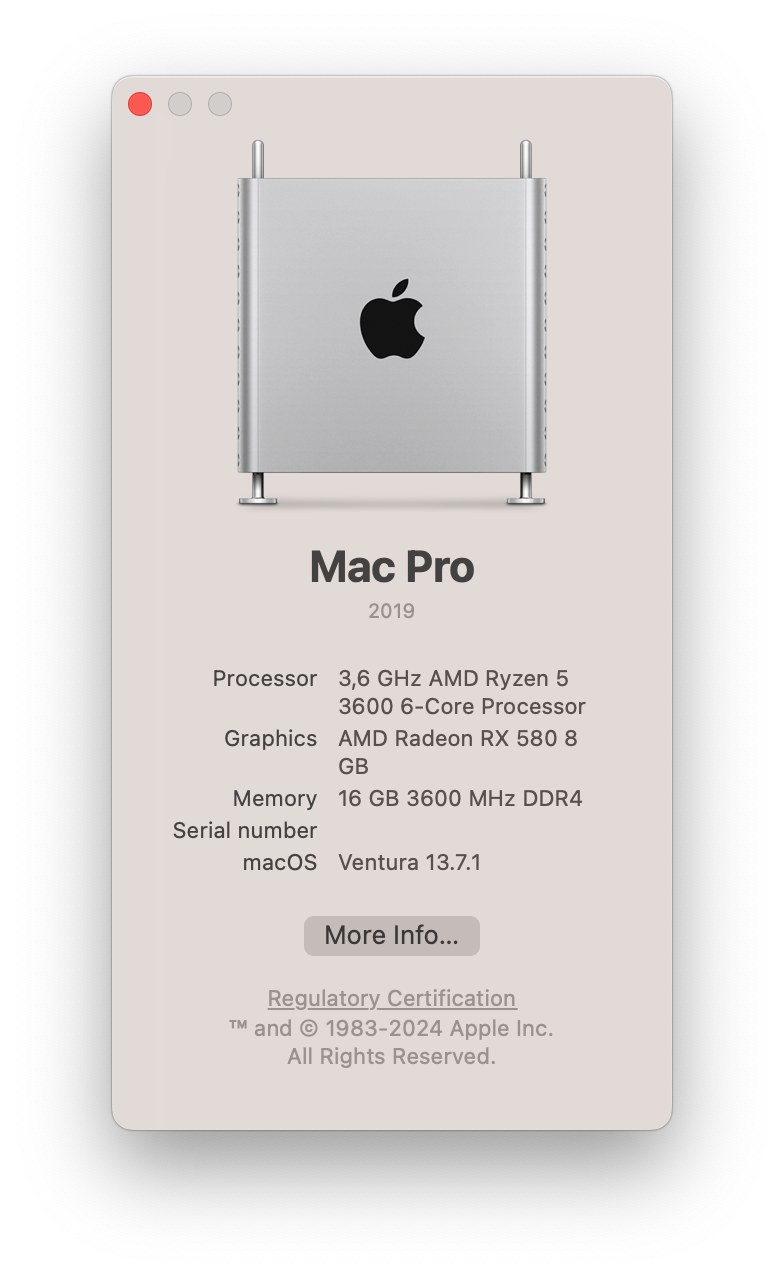 Mac Pro
2019
Processor 3,6 GHz AMD Ryzen 5
3600 6-Core Processor
Graphics AMD Radeon RX 580 8
GB
Memory 16 GB 3600 MHz DDR4
Serial number
macOS Ventura 13.7.1
More Info...
Regulatory Certification
™ and © 1983-2024 Apple Inc.
All Rights Reserved.